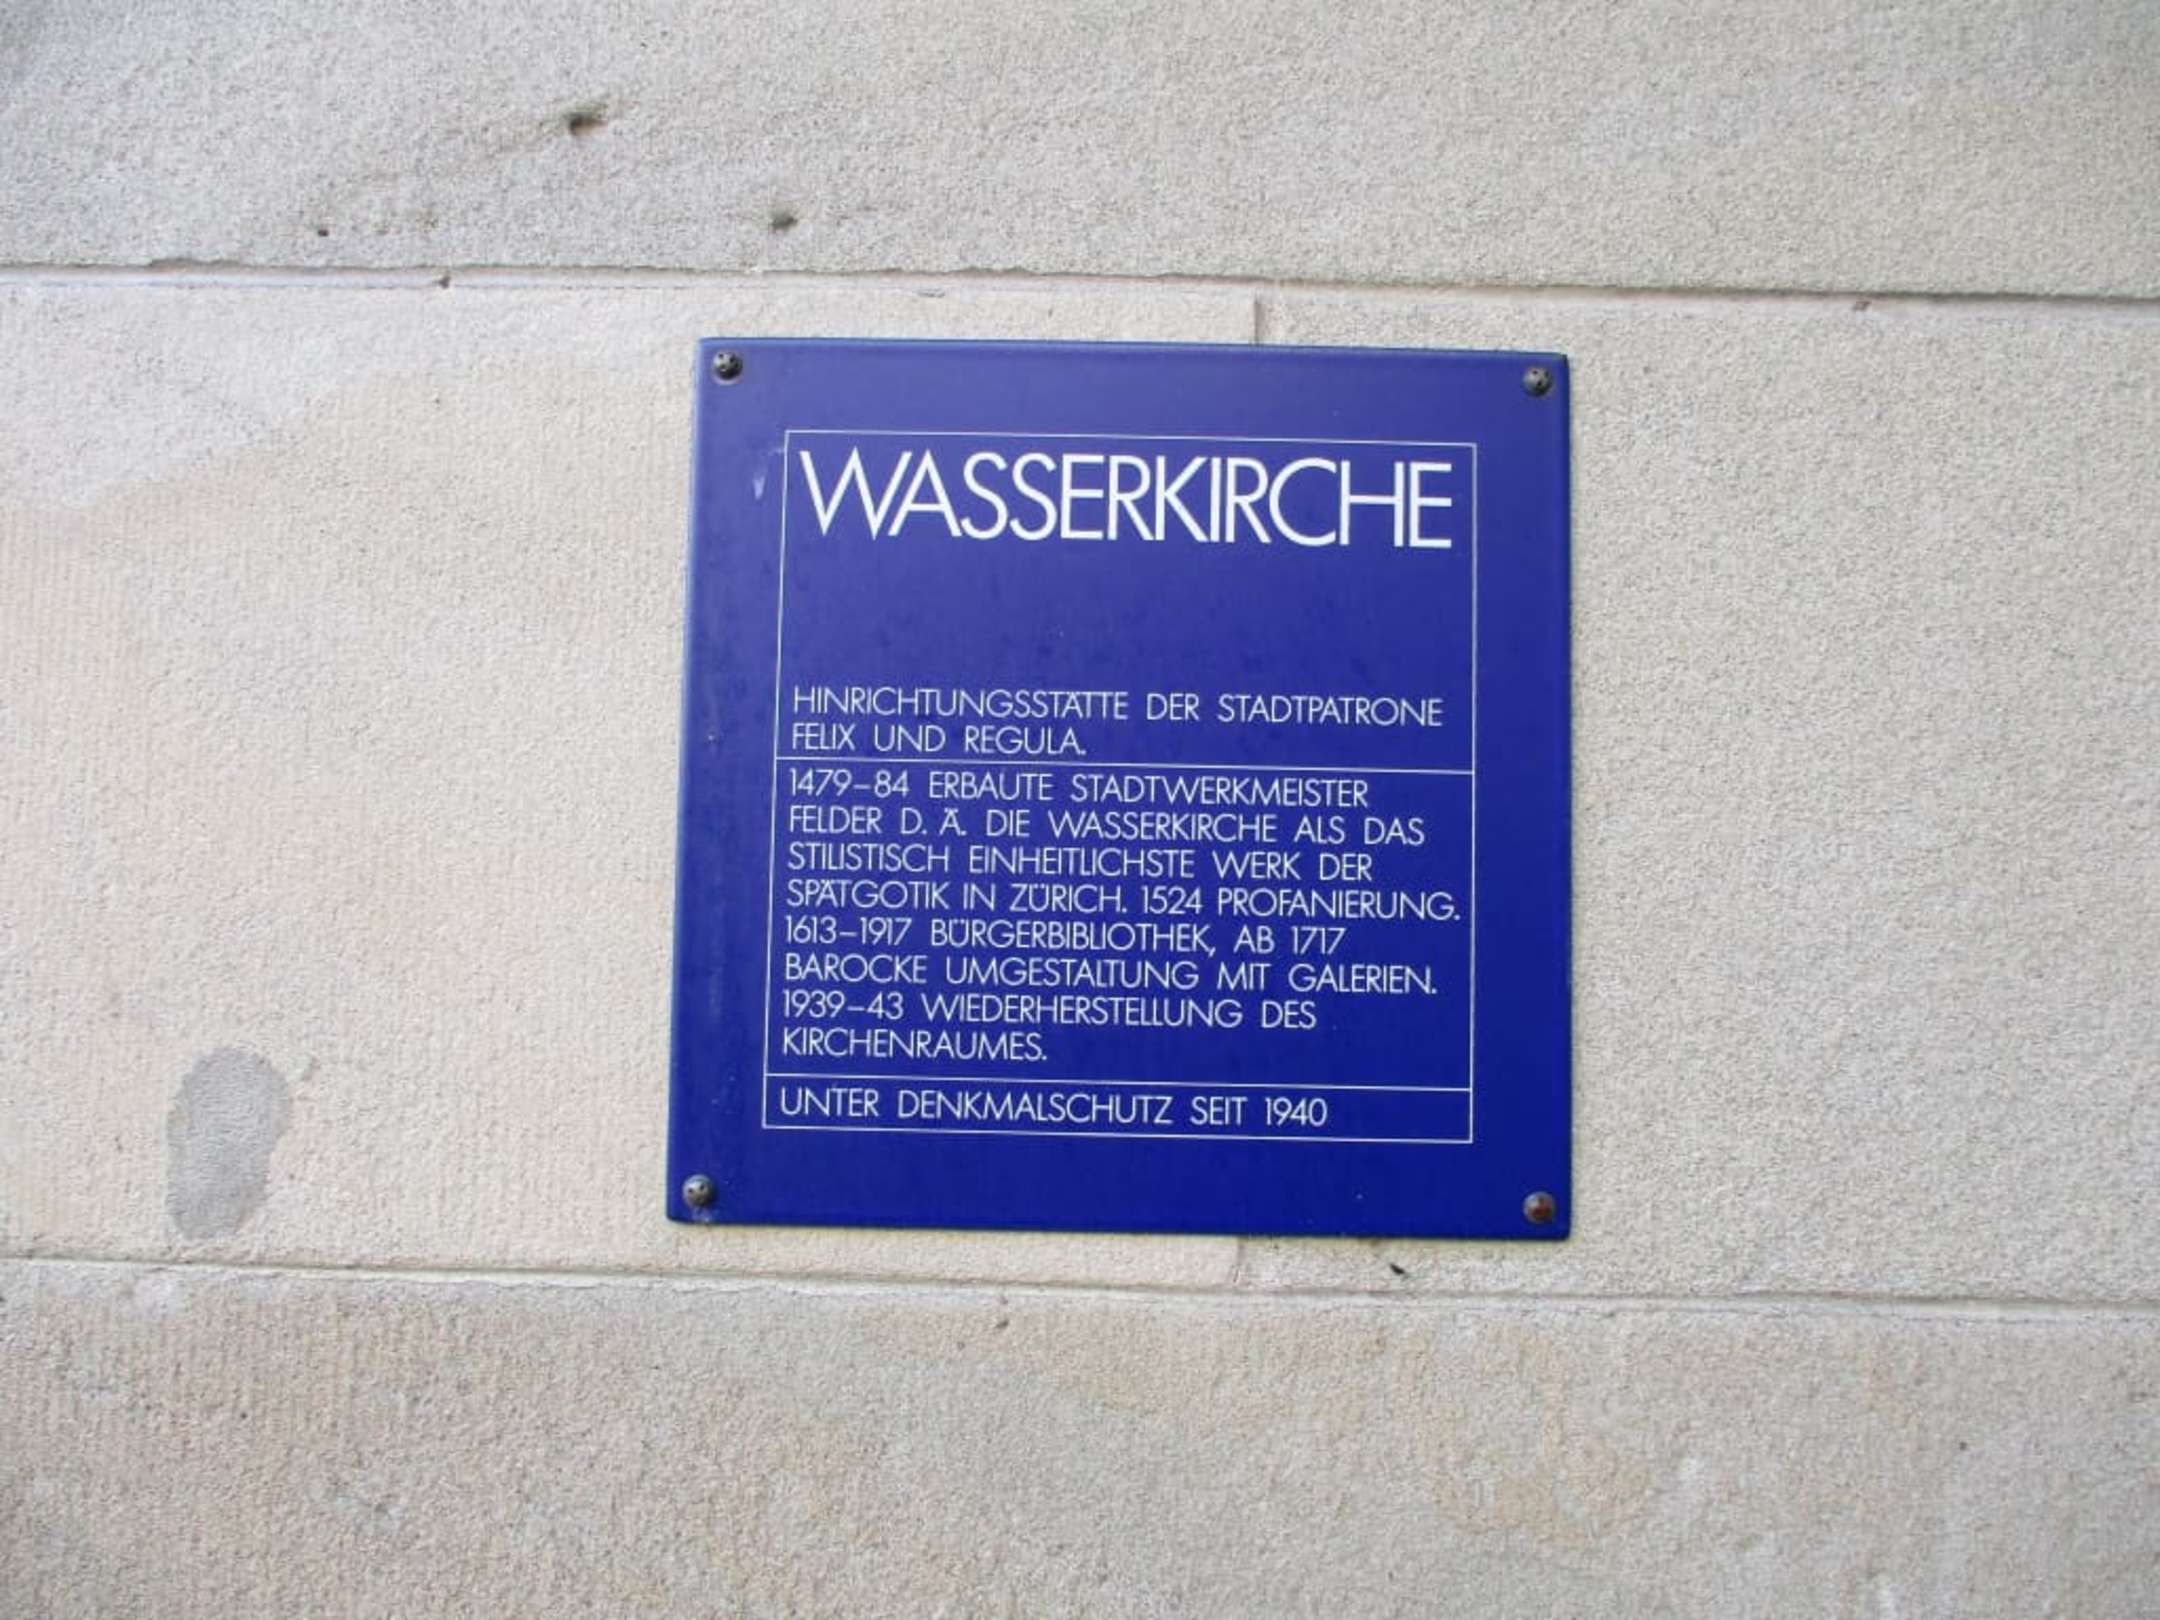 WASSERKIRCHE
HINRICHTUNGSSTÄTTE DER STADTPATRONE
FELIX UND REGULA.
1479–84 ERBAUTE STADTWERKMEISTER
FELDER D. Ä. DIE WASSERKIRCHE ALS DAS
STILISTISCH EINHEITLICHSTE WERK DER
SPÄTGOTIK IN ZÜRICH. 1524 PROFANIERUNG.
1613–1917 BÜRGERBIBLIOTHEK, AB 1717
BAROCKE UMGESTALTUNG MIT GALERIEN.
1939–43 WIEDERHERSTELLUNG DES
KIRCHENRAUMES.
UNTER DENKMALSCHUTZ SEIT 1940